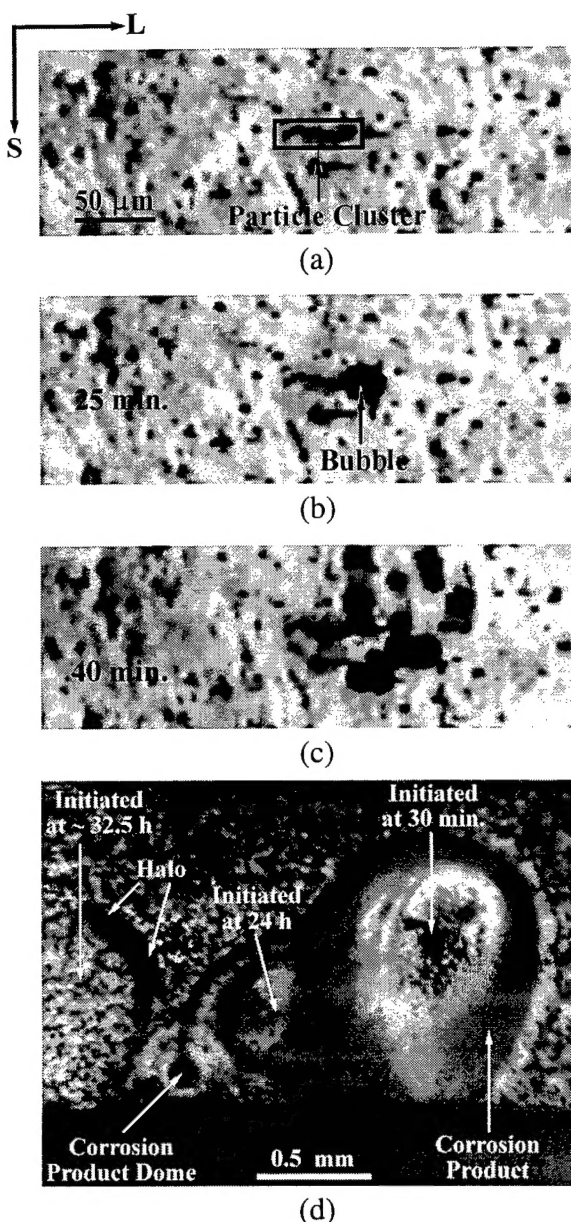 L
S
50 µm
Particle Cluster
(a)
25 min.
Bubble
(b)
40 min.
(c)
Initiated
at ~ 32.5 h
Halo
Initiated
at 24 h
Initiated
at 30 min.
Corrosion
Product Dome
0.5 mm
Corrosion
Product
(d)